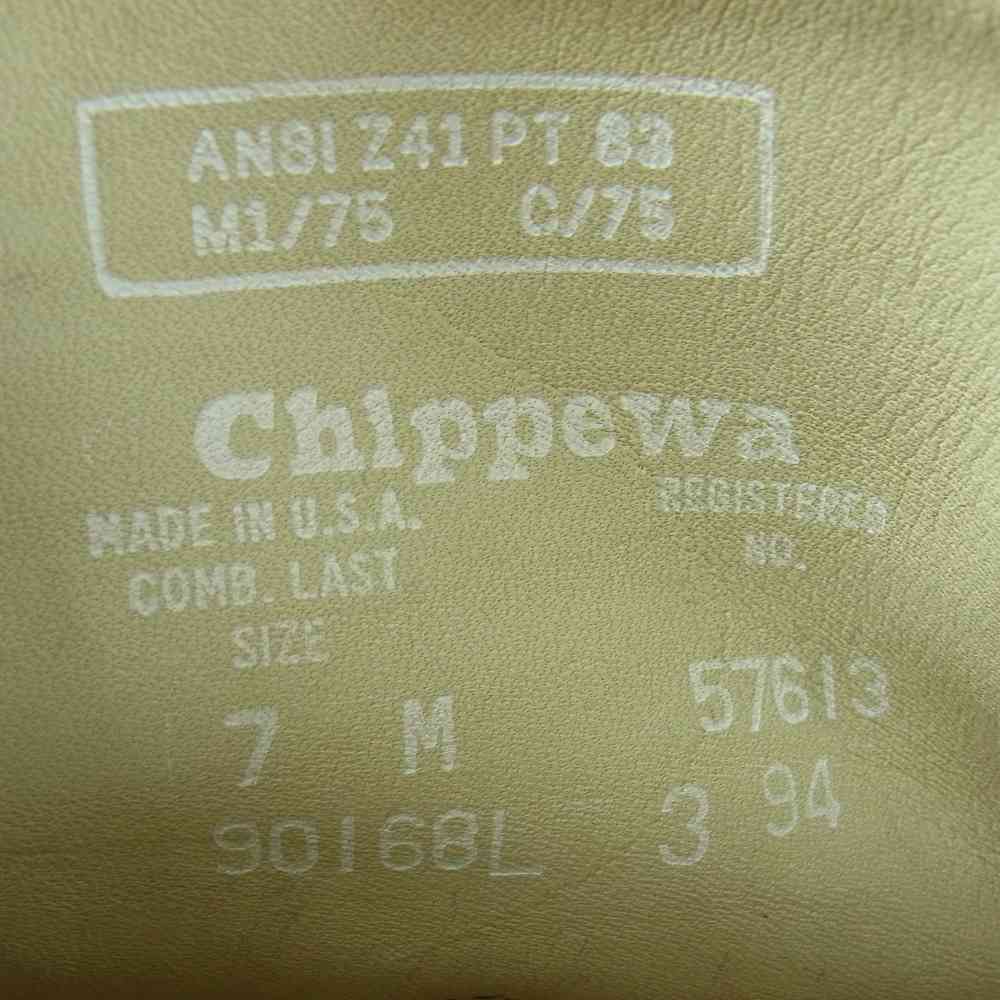 ANSI Z41 PT 83
M1/75 C/75
Chippewa
MADE IN U.S.A.
COMB. LAST
SIZE
REGISTERED
NO.
7 M
57613
90168L
3 94